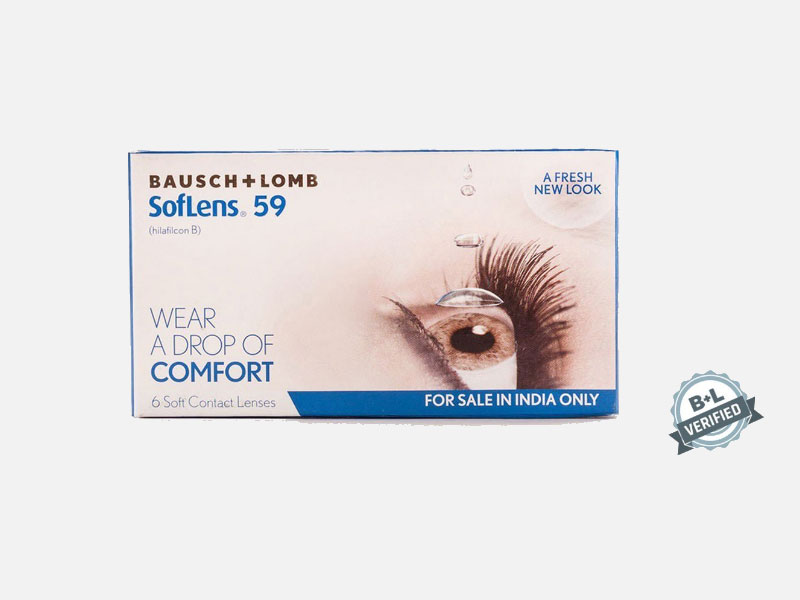 BAUSCH+LOMB
SofLens® 59
(hilafilcon B)
A FRESH
NEW LOOK
WEAR
A DROP OF
COMFORT
6 Soft Contact Lenses
FOR SALE IN INDIA ONLY
B+L
VERIFIED